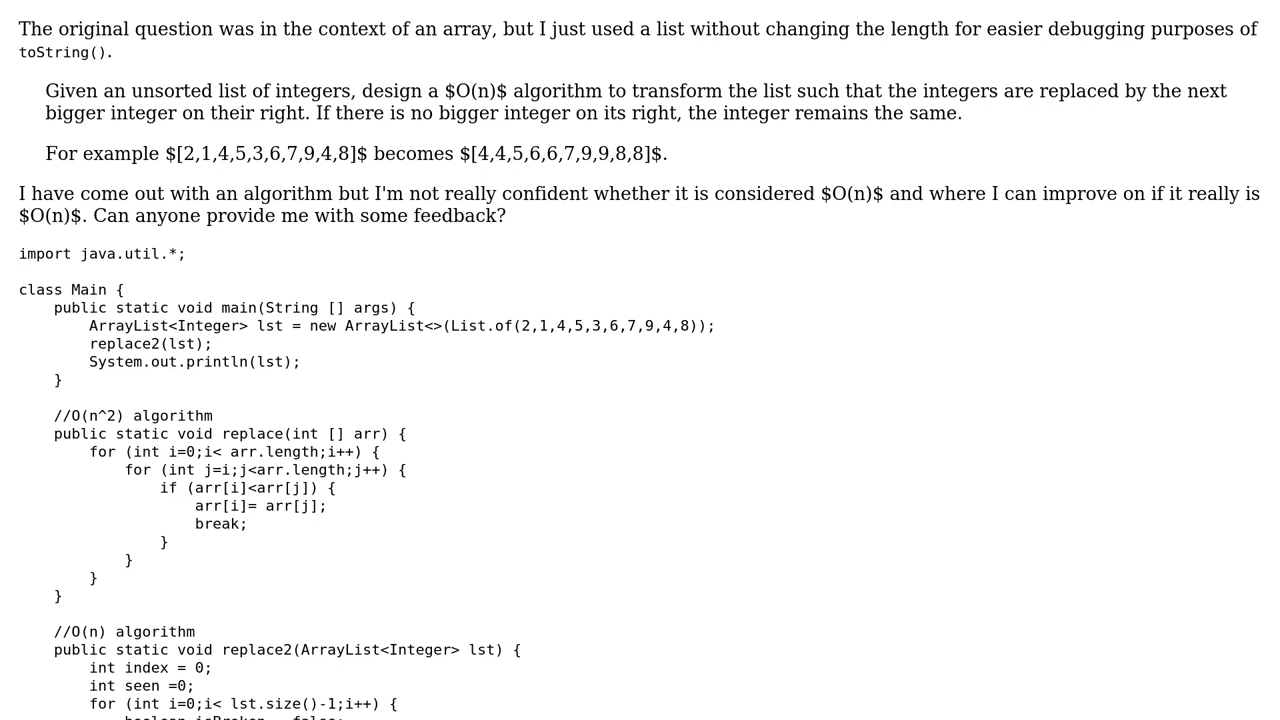 The original question was in the context of an array, but I just used a list without changing the length for easier debugging purposes of
toString().
Given an unsorted list of integers, design a $O(n)$ algorithm to transform the list such that the integers are replaced by the next
bigger integer on their right. If there is no bigger integer on its right, the integer remains the same.
For example $[2,1,4,5,3,6,7,9,4,8]$ becomes $[4,4,5,6,6,7,9,9,8,8]$.
I have come out with an algorithm but I'm not really confident whether it is considered $O(n)$ and where I can improve on if it really is
$O(n)$. Can anyone provide me with some feedback?
import java.util.*;
class Main {
    public static void main(String [] args) {
        ArrayList<Integer> lst = new ArrayList<>(List.of(2,1,4,5,3,6,7,9,4,8));
        replace2(lst);
        System.out.println(lst);
    }
    //O(n^2) algorithm
    public static void replace(int [] arr) {
        for (int i=0;i< arr.length;i++) {
            for (int j=i;j<arr.length;j++) {
                if (arr[i]<arr[j]) {
                    arr[i]= arr[j];
                    break;
                }
            }
        }
    }
    //O(n) algorithm
    public static void replace2(ArrayList<Integer> lst) {
        int index = 0;
        int seen =0;
        for (int i=0;i< lst.size()-1;i++) {
            boolean isBroken = false;